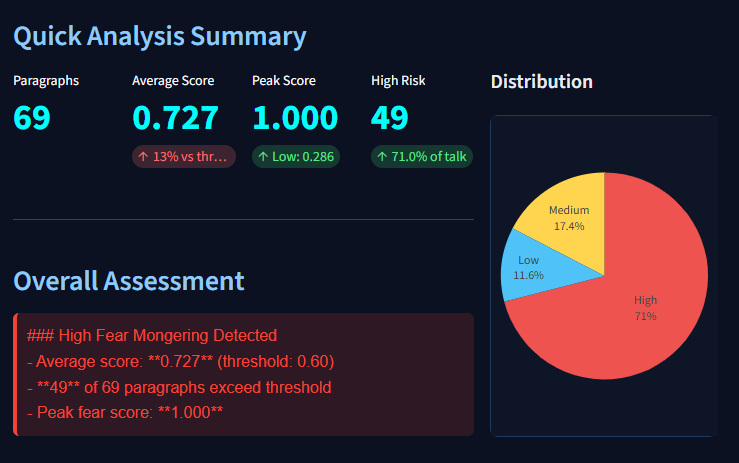 Quick Analysis Summary
Paragraphs
69
Average Score
0.727
↑ 13% vs thr...
Peak Score
1.000
↑ Low: 0.286
High Risk
49
↑ 71.0% of talk
Distribution
Medium
17.4%
Low
11.6%
High
71%
Overall Assessment
### High Fear Mongering Detected
- Average score: **0.727** (threshold: 0.60)
- **49** of 69 paragraphs exceed threshold
- Peak fear score: **1.000**